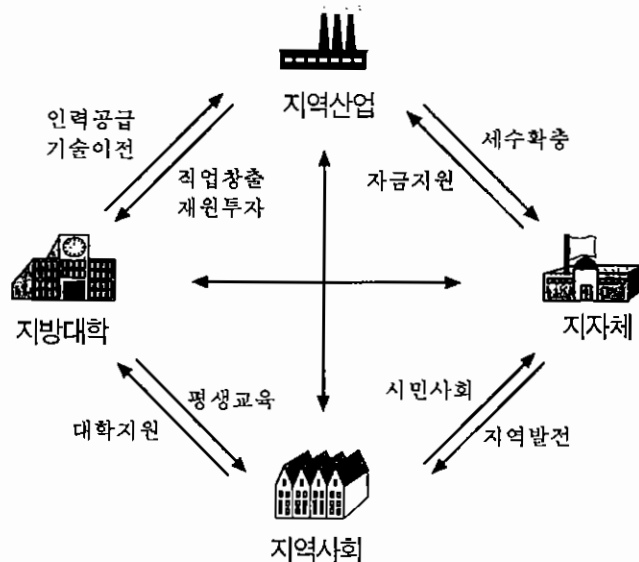 지역산업
인력공급
기술이전
세수확충
직업창출
재원투자
자금지원
지방대학
지자체
평생교육
대학지원
시민사회
지역발전
지역사회